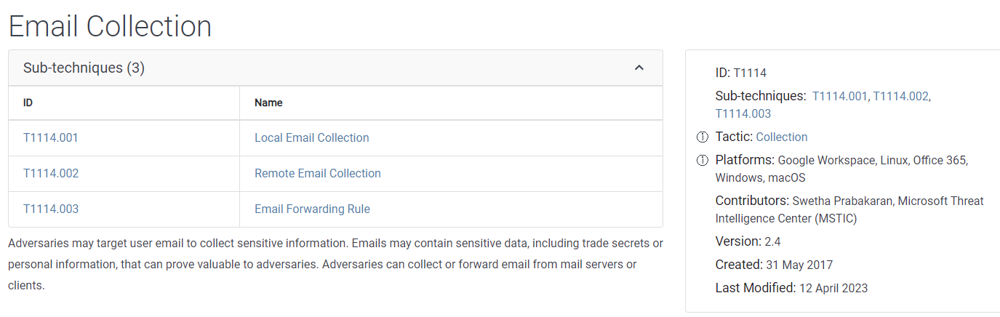 Email Collection
Sub-techniques (3)
ID Name
T1114.001 Local Email Collection
T1114.002 Remote Email Collection
T1114.003 Email Forwarding Rule
Adversaries may target user email to collect sensitive information. Emails may contain sensitive data, including trade secrets or
personal information, that can prove valuable to adversaries. Adversaries can collect or forward email from mail servers or
clients.
ID: T1114
Sub-techniques: T1114.001, T1114.002,
T1114.003
Tactic: Collection
Platforms: Google Workspace, Linux, Office 365,
Windows, macOS
Contributors: Swetha Prabakaran, Microsoft Threat
Intelligence Center (MSTIC)
Version: 2.4
Created: 31 May 2017
Last Modified: 12 April 2023